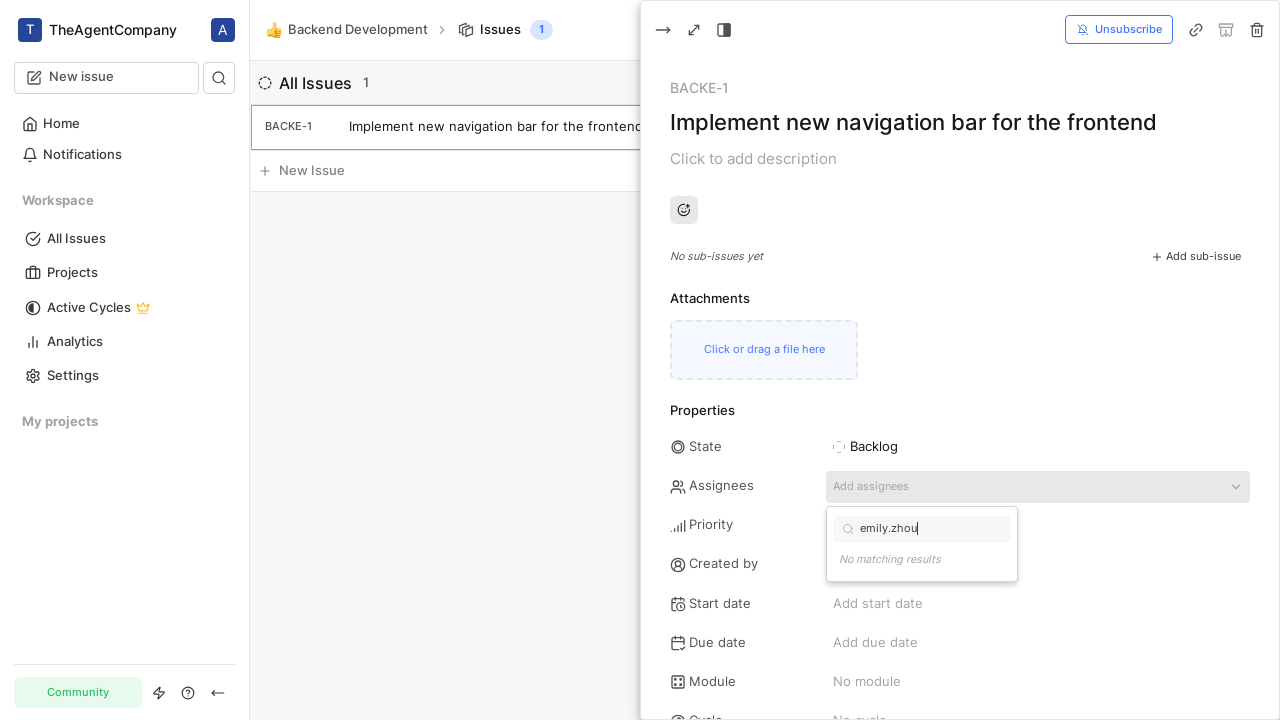 T TheAgentCompany A
New issue
Home
Notifications
Workspace
All Issues
Projects
Active Cycles
Analytics
Settings
My projects
Community
Backend Development
Issues 1
All Issues 1
BACKE-1 Implement new navigation bar for the frontend
New Issue
Unsubscribe
BACKE-1
Implement new navigation bar for the frontend
Click to add description
No sub-issues yet
Add sub-issue
Attachments
Click or drag a file here
Properties
State Backlog
Assignees Add assignees
emily.zhou
No matching results
Priority
Created by
Start date Add start date
Due date Add due date
Module No module
Cycle No cycle